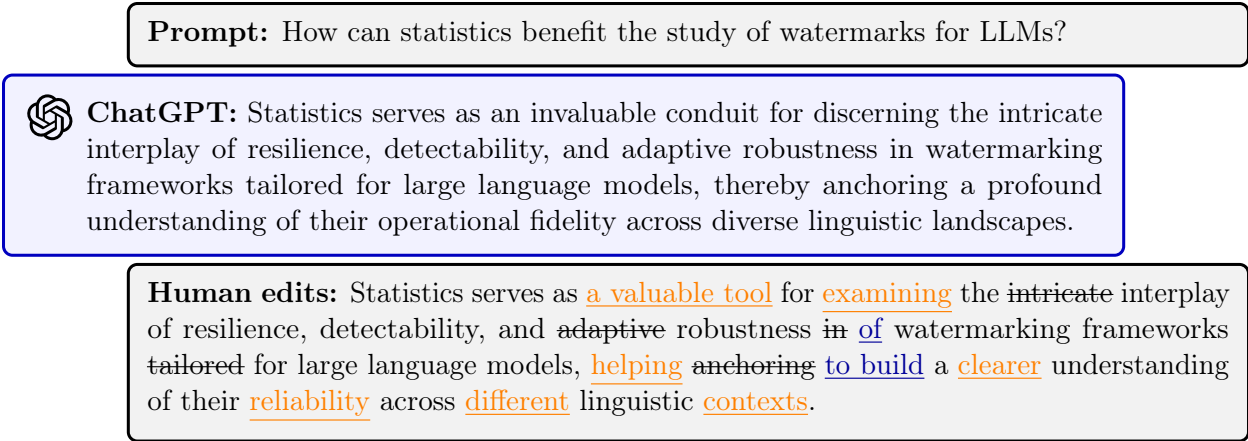 Prompt: How can statistics benefit the study of watermarks for LLMs?
ChatGPT: Statistics serves as an invaluable conduit for discerning the intricate
interplay of resilience, detectability, and adaptive robustness in watermarking
frameworks tailored for large language models, thereby anchoring a profound
understanding of their operational fidelity across diverse linguistic landscapes.
Human edits: Statistics serves as a valuable tool for examining the intricate interplay
of resilience, detectability, and adaptive robustness in of watermarking frameworks
tailored for large language models, helping anchoring to build a clearer understanding
of their reliability across different linguistic contexts.